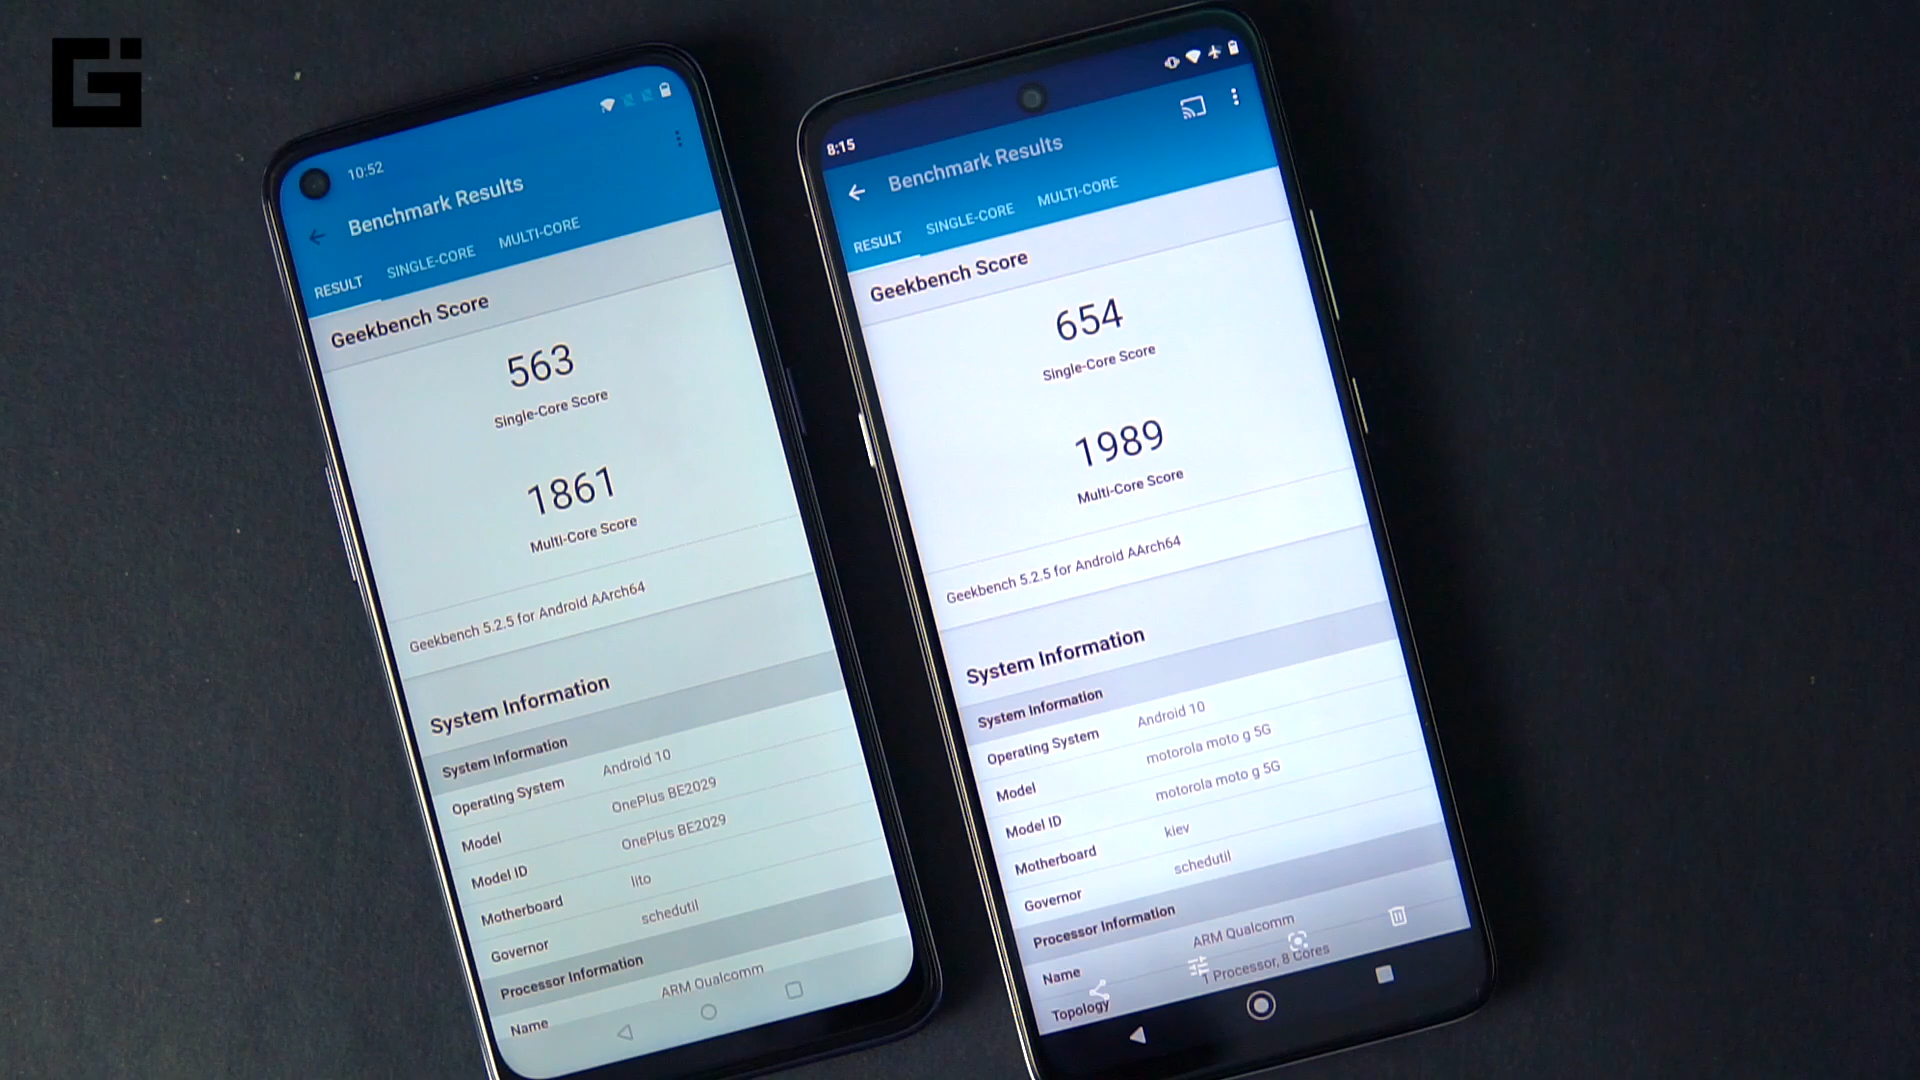 10:52
Benchmark Results
RESULT SINGLE-CORE MULTI-CORE
Geekbench Score
563
Single-Core Score
1861
Multi-Core Score
Geekbench 5.2.5 for Android AArch64
System Information
System Information
Operating System Android 10
Model OnePlus BE2029
Model ID OnePlus BE2029
Motherboard lito
Governor schedutil
Processor Information
Name ARM Qualcomm
8:15
Benchmark Results
RESULT SINGLE-CORE MULTI-CORE
Geekbench Score
654
Single-Core Score
1989
Multi-Core Score
Geekbench 5.2.5 for Android AArch64
System Information
System Information
Operating System Android 10
Model motorola moto g 5G
Model ID motorola moto g 5G
Motherboard kiev
Governor schedutil
Processor Information
Name ARM Qualcomm
Topology 1 Processor, 8 Cores